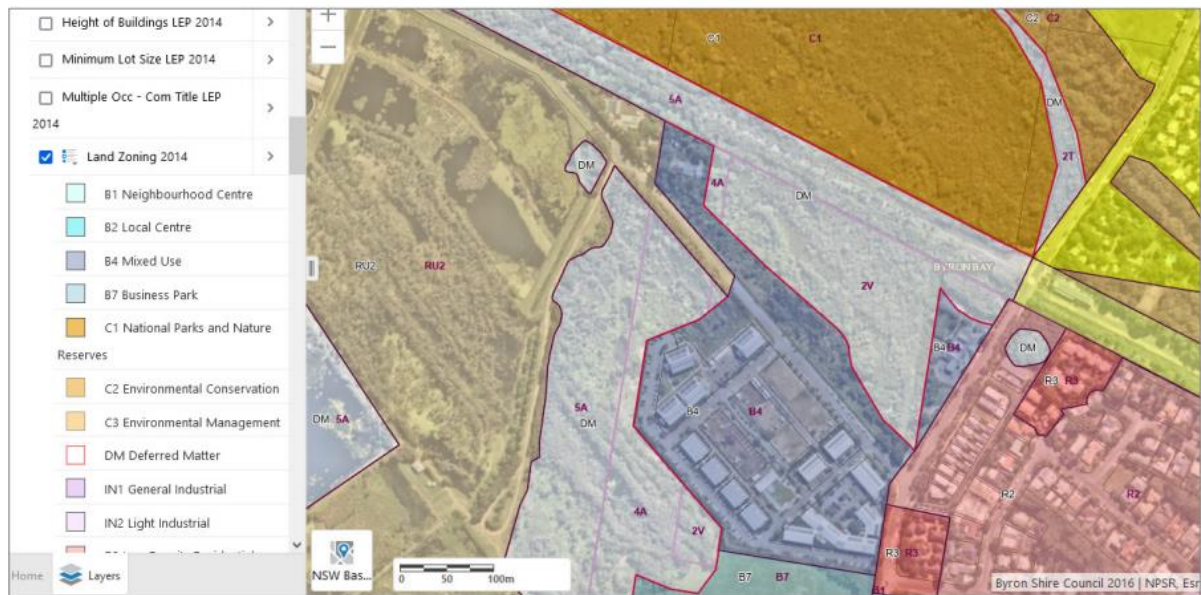 Height of Buildings LEP 2014
Minimum Lot Size LEP 2014
Multiple Occ - Com Title LEP
2014
Land Zoning 2014
B1 Neighbourhood Centre
B2 Local Centre
B4 Mixed Use
B7 Business Park
C1 National Parks and Nature
Reserves
C2 Environmental Conservation
C3 Environmental Management
DM Deferred Matter
IN1 General Industrial
IN2 Light Industrial
Home
Layers
+
−
C1 C1
C2 C2
5A
DM
2T
DM
4A
DM
RU2 RU2
2V
BYRON BAY
B4 B4
DM
R3 R3
5A
DM
B4 B4
DM 5A
R2 R2
4A
2V
R3 R3
B7 B7
B1
NSW Bas...
0 50 100m
Byron Shire Council 2016 | NPSR, Esr